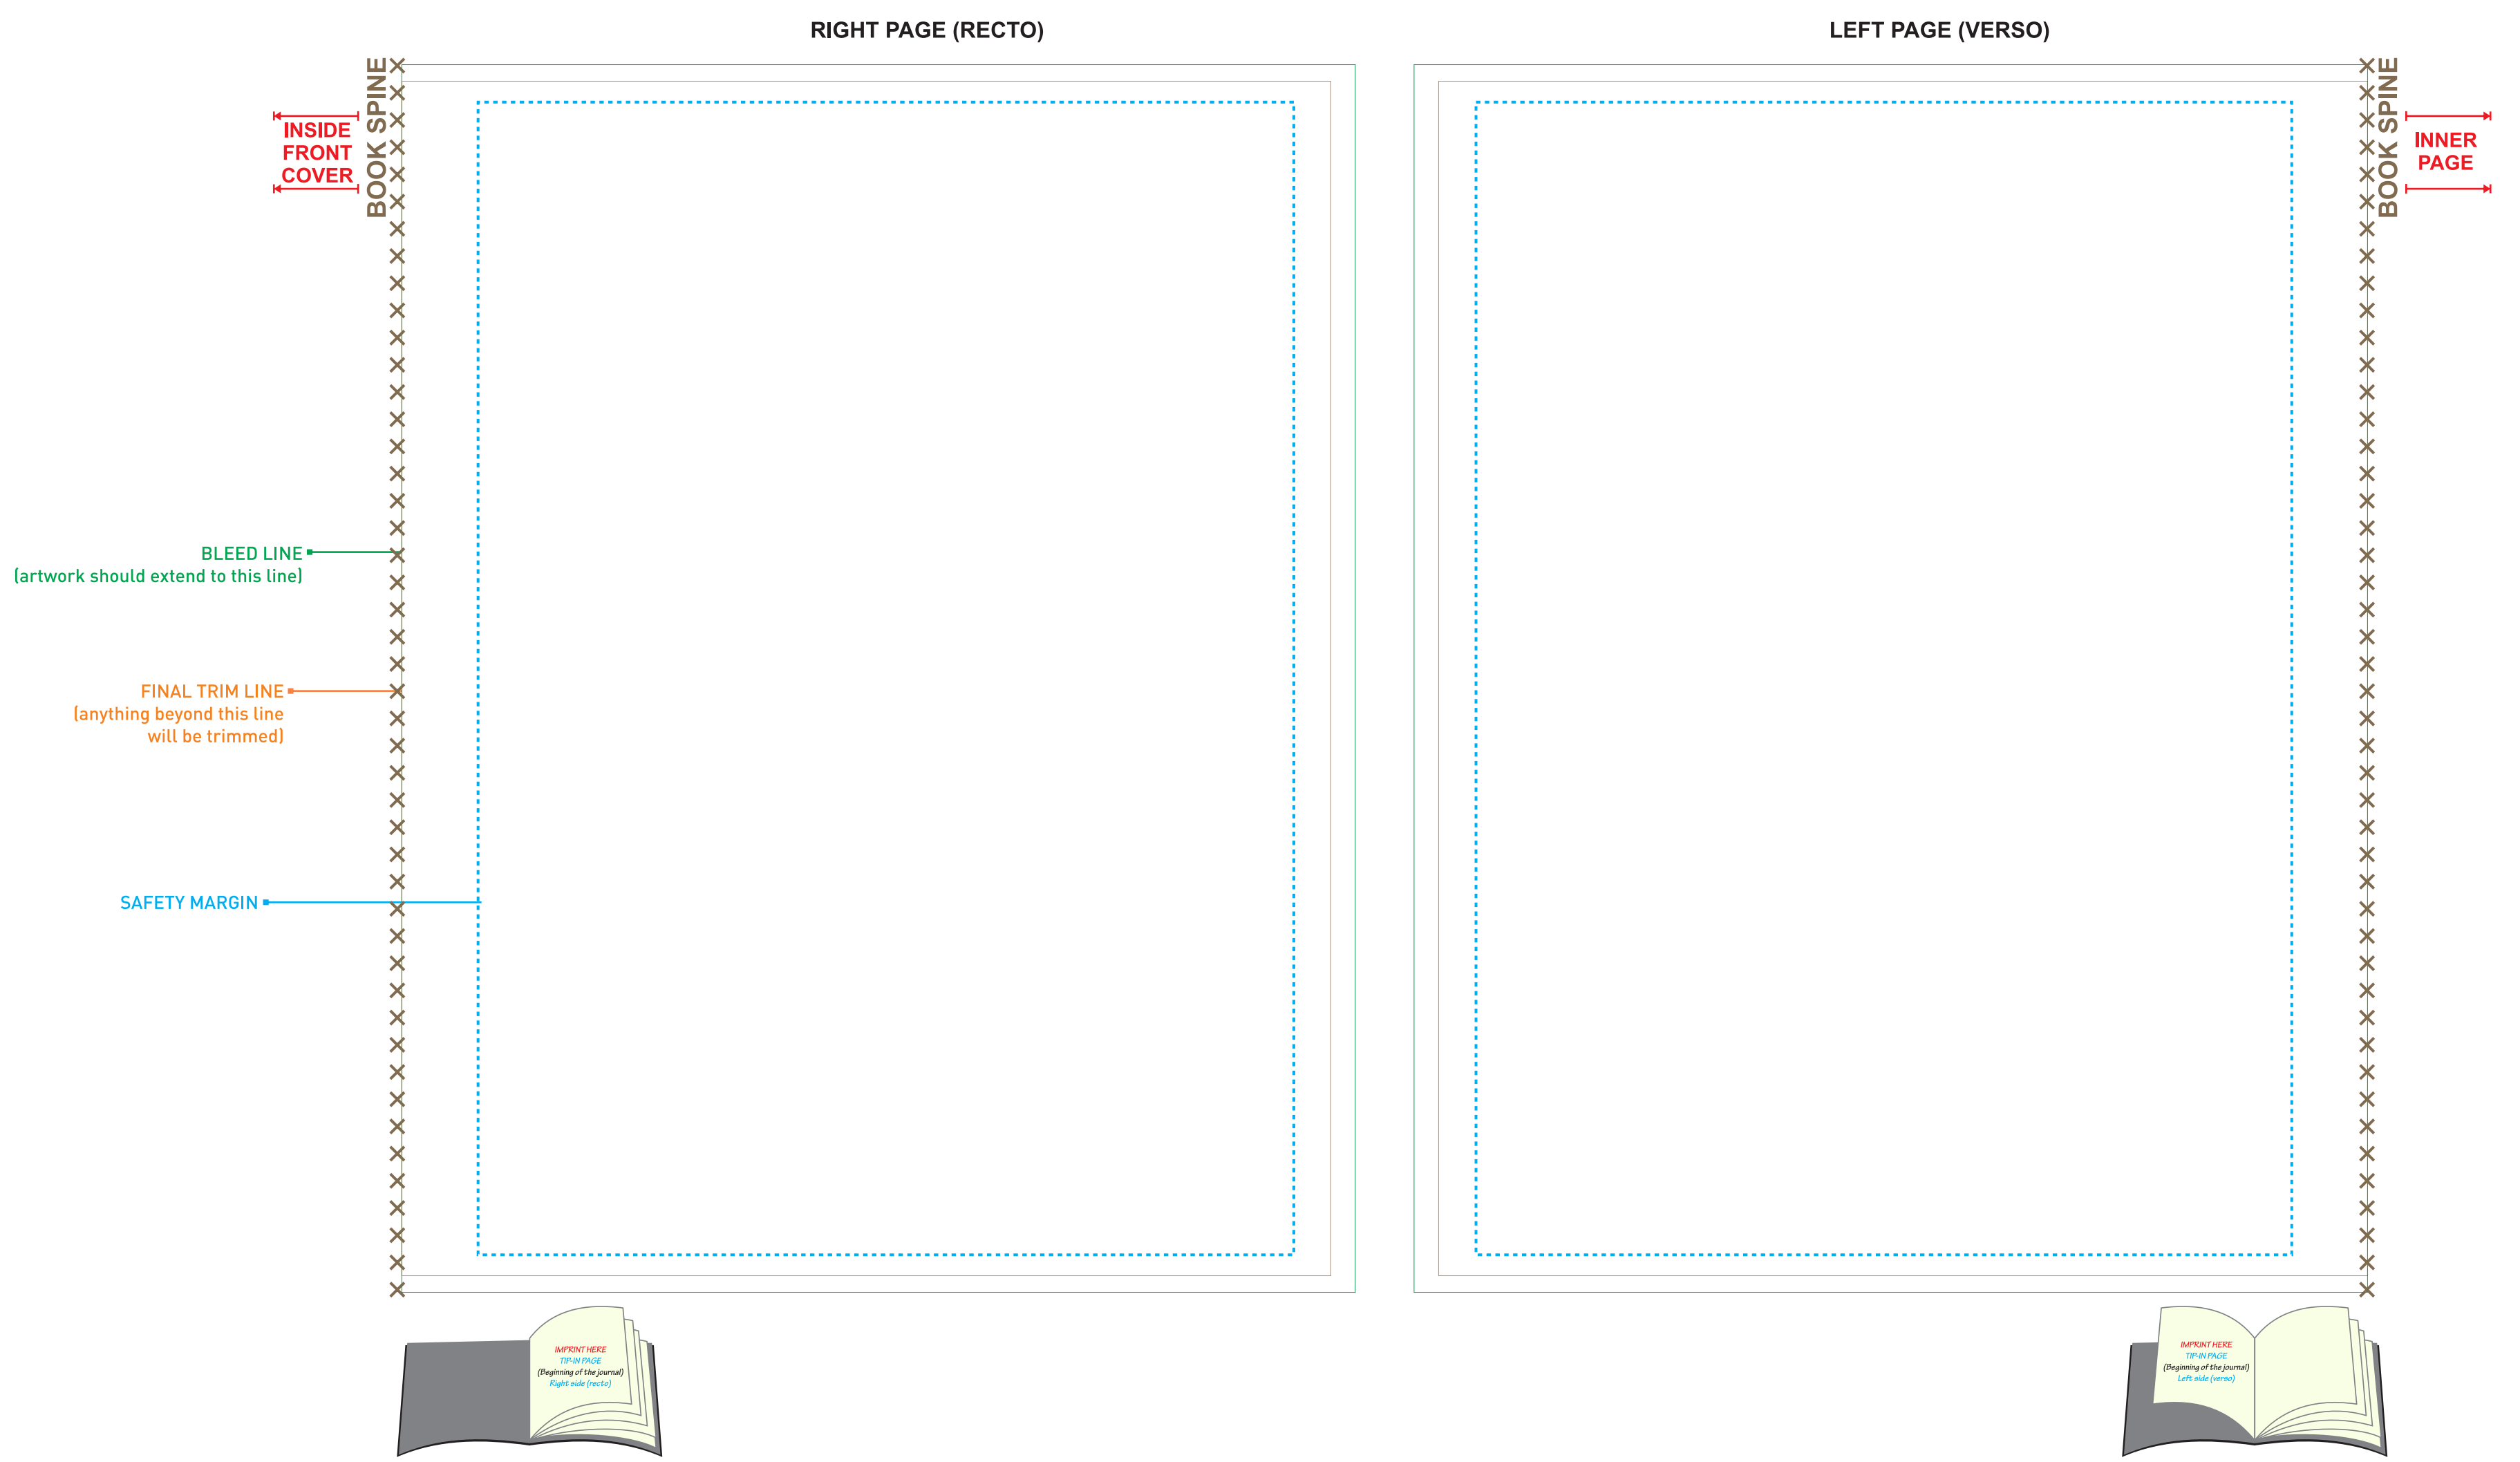 RIGHT PAGE (RECTO)
LEFT PAGE (VERSO)
BOOK SPINE
INSIDE
FRONT
COVER
BOOK SPINE
INNER
PAGE
BLEED LINE
(artwork should extend to this line)
FINAL TRIM LINE
(anything beyond this line
will be trimmed)
SAFETY MARGIN
IMPRINT HERE
TIP-IN PAGE
(Beginning of the journal)
Right side (recto)
IMPRINT HERE
TIP-IN PAGE
(Beginning of the journal)
Left side (verso)